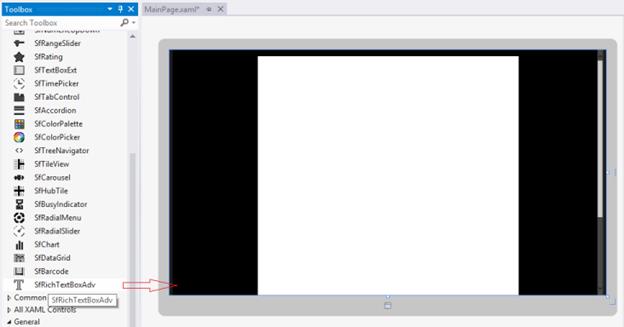 Toolbox
MainPage.xaml*
Search Toolbox
SfNumericUpDown
SfRangeSlider
SfRating
SfTextBoxExt
SfTimePicker
SfTabControl
SfAccordion
SfColorPalette
SfColorPicker
SfTreeNavigator
SfTileView
SfCarousel
SfHubTile
SfBusyIndicator
SfRadialMenu
SfRadialSlider
SfChart
SfDataGrid
SfBarcode
SfRichTextBoxAdv
Common
SfRichTextBoxAdv
All XAML Controls
General